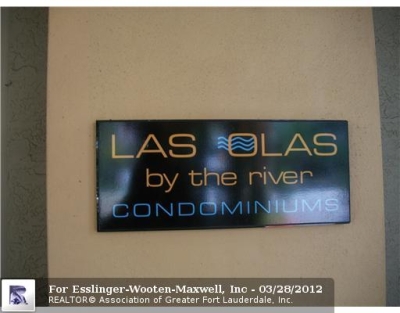 LAS OLAS
by the river
CONDOMINIUMS
For Esslinger-Wooten-Maxwell, Inc - 03/28/2012
REALTOR® Association of Greater Fort Lauderdale, Inc.